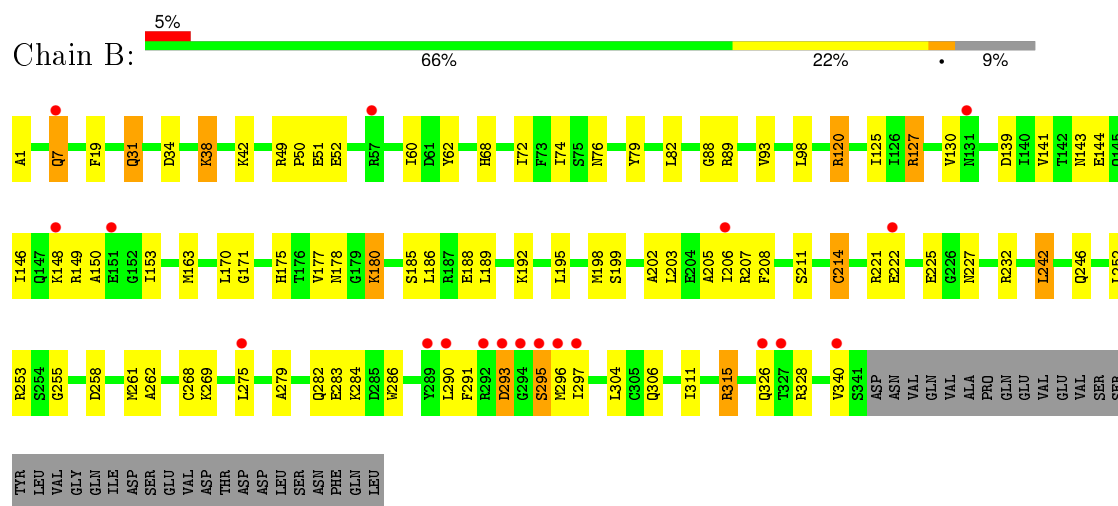 5%
Chain B:
66% 22% • 9%
A1 Q7 F19 Q31 D34 K38 K42 R49 P50 E51 E52 R57 I60 D61 Y62 H68 I72 F73 I74 S75 N76 Y79 L82 G88 R89 V93 L98 R120 I125 I126 R127 V130 N131 D139 I140 V141 T142 N143 E144
I146 Q147 K148 R149 A150 E151 G152 I153 M163 L170 G171 H175 T176 V177 N178 G179 K180 S185 L186 R187 E188 L189 K192 L195 M198 S199 A202 L203 E204 A205 I206 R207 F208 S211 C214 R221 E222 E225 G226 N227 R232 L242 Q246
R253 S254 G255 D258 M261 A262 C268 K269 L275 A279 Q282 E283 K284 D285 W286 Y289 L290 F291 R292 D293 G294 S295 M296 I297 L304 C305 Q306 I311 R315 Q326 T327 R328 V340 S341 ASP ASN VAL GLN VAL ALA PRO GLN GLU VAL GLU VAL SER
TYR LEU VAL GLY GLN ILE ASP SER GLU VAL ASP THR ASP ASP LEU SER ASN PHE GLN LEU